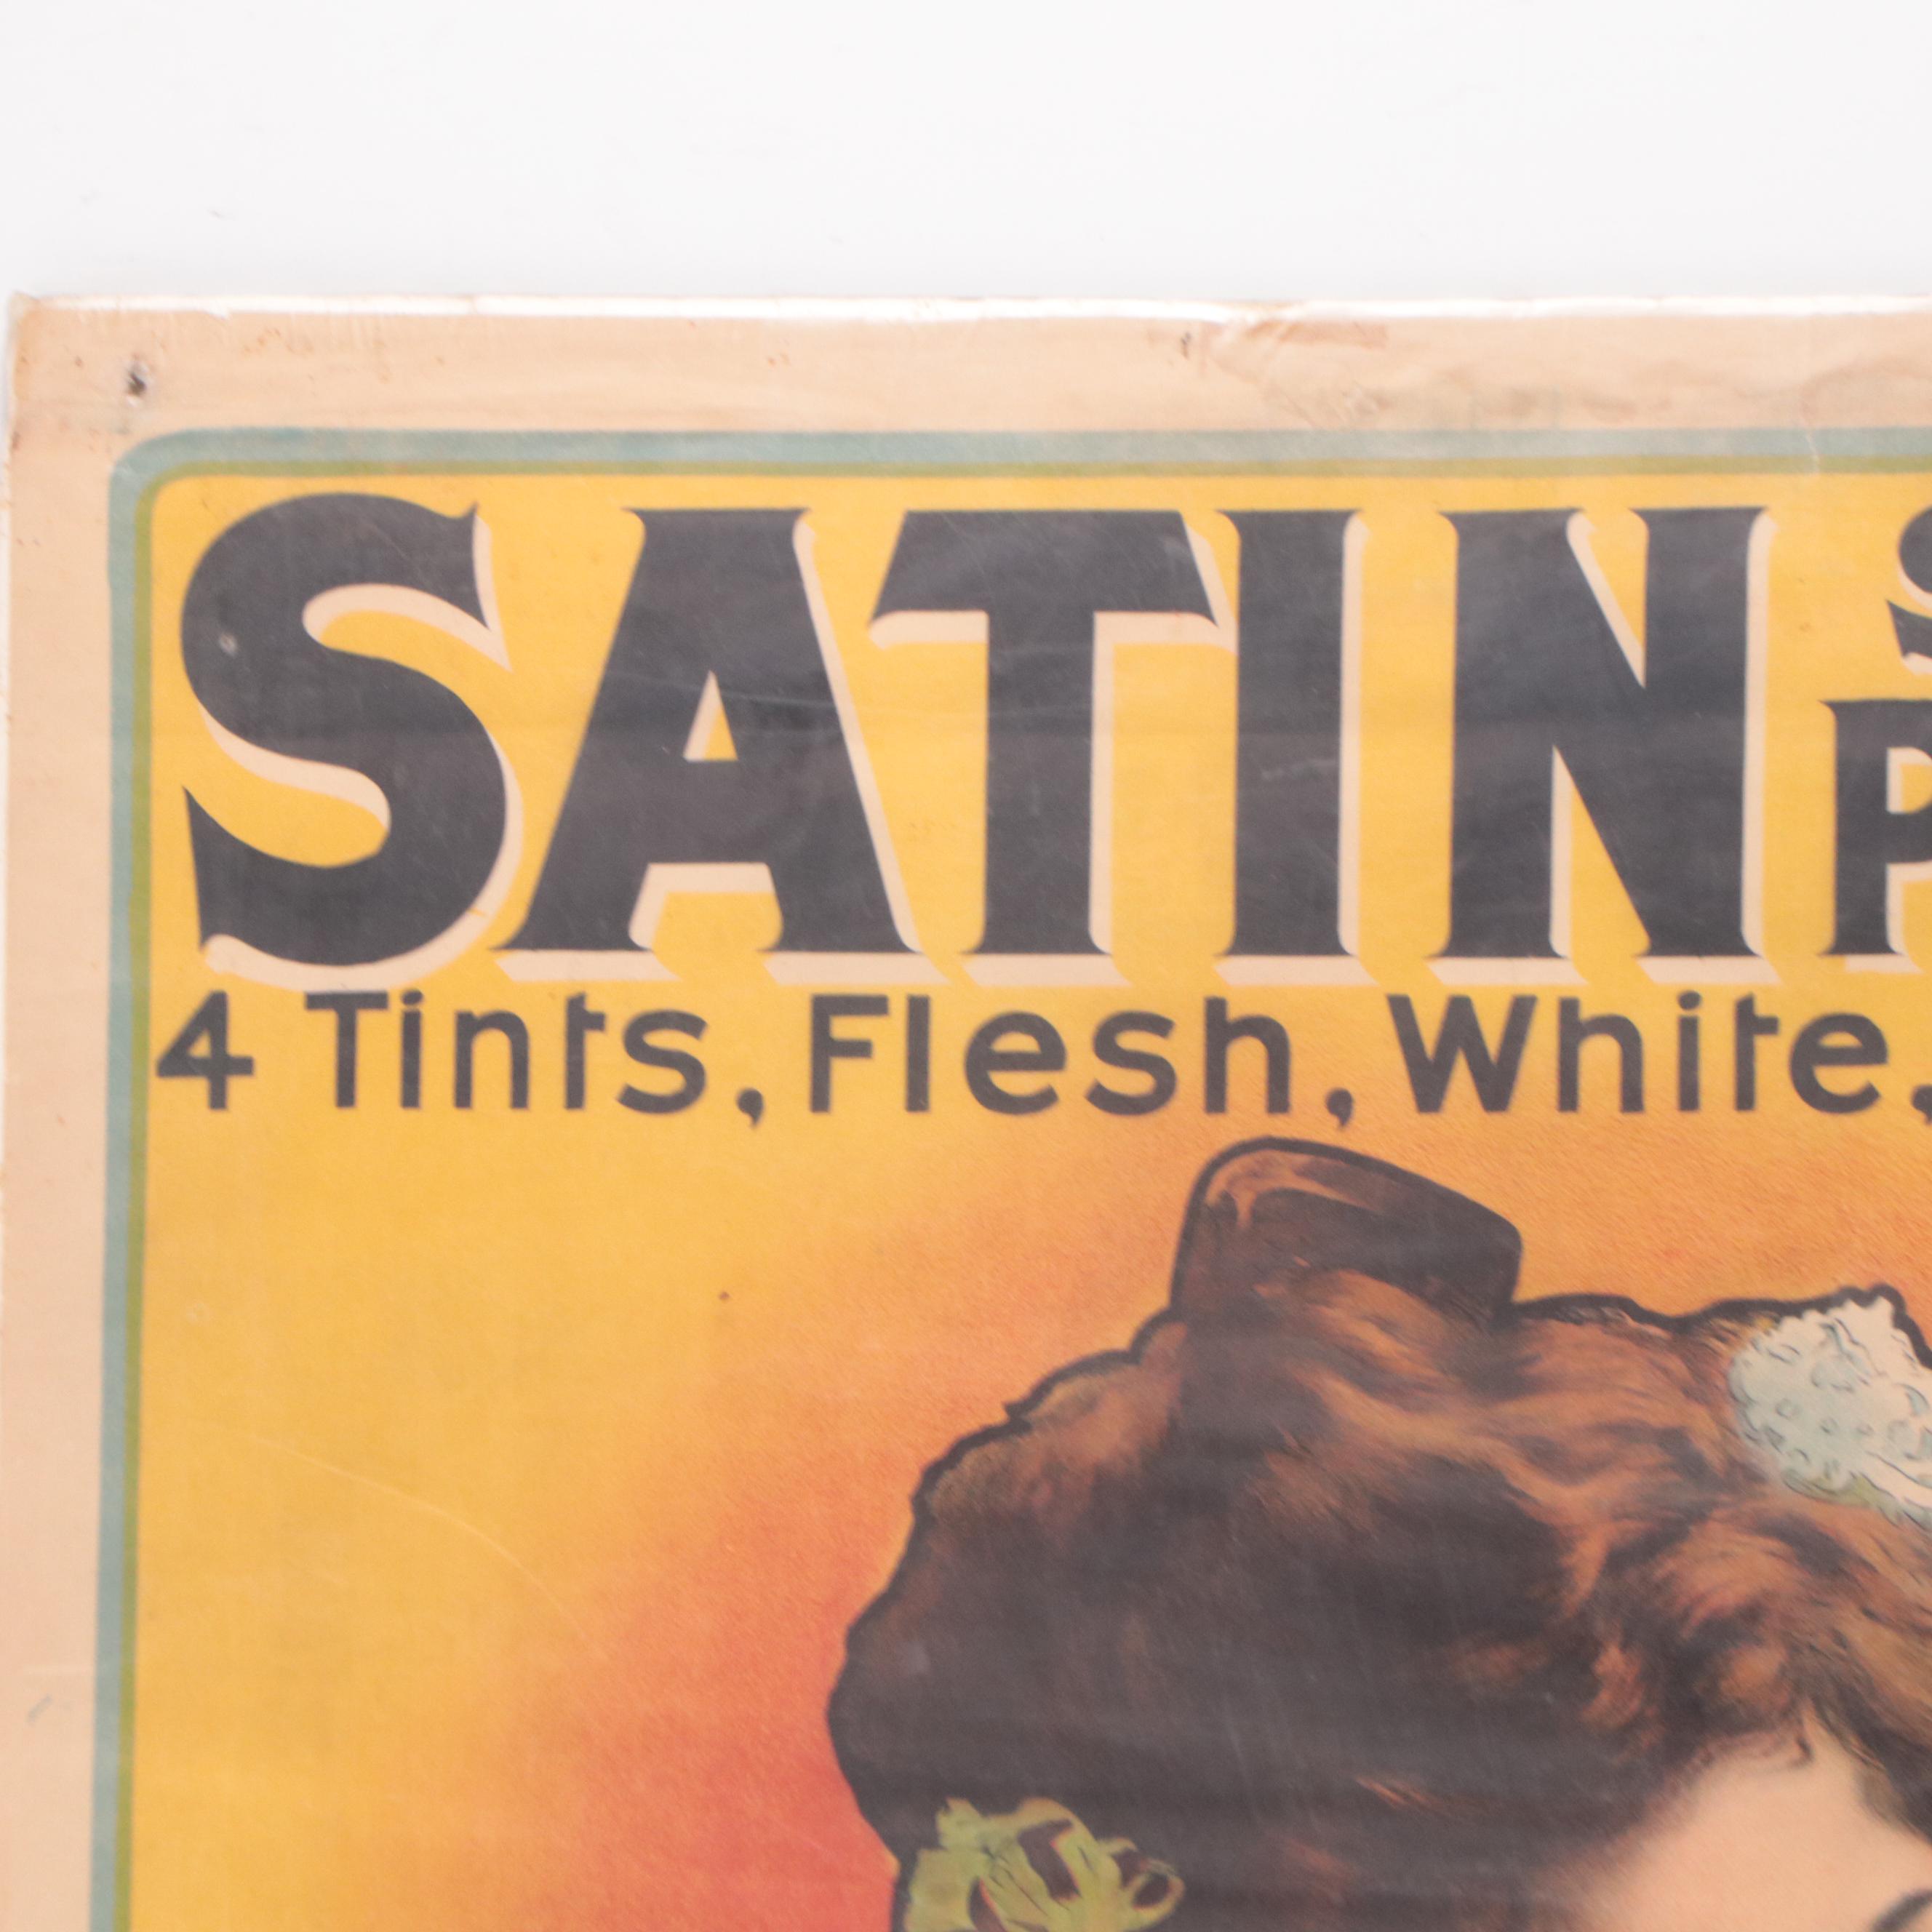 SATIN
4 Tints, Flesh, White,